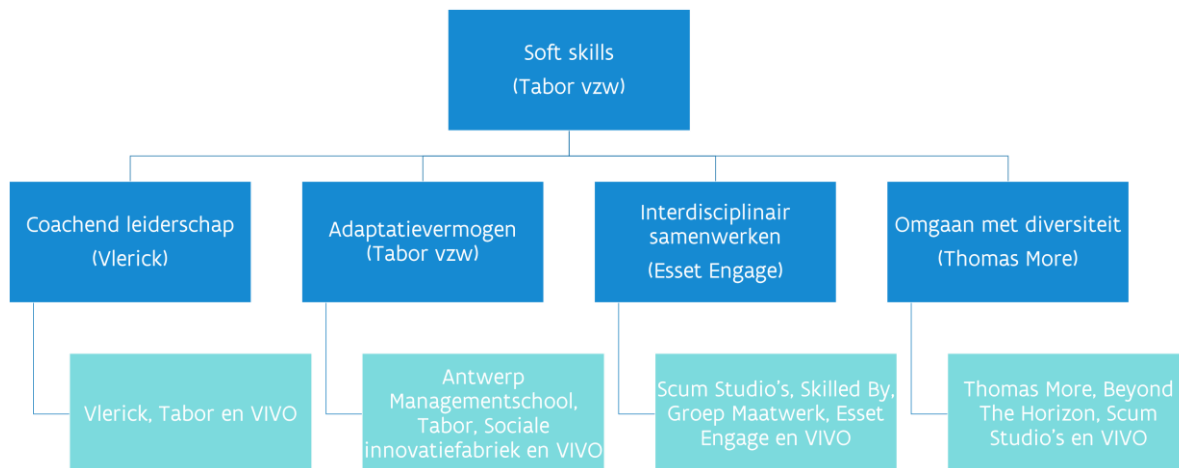 Soft skills
(Tabor vzw)
Coachend leiderschap
(Vlerick)
Adaptatievermogen
(Tabor vzw)
Interdisciplinair
samenwerken
(Esset Engage)
Omgaan met diversiteit
(Thomas More)
Vlerick, Tabor en VIVO
Antwerp
Managementschool,
Tabor, Sociale
innovatiefabriek en VIVO
Scum Studio's, Skilled By,
Groep Maatwerk, Esset
Engage en VIVO
Thomas More, Beyond
The Horizon, Scum
Studio's en VIVO